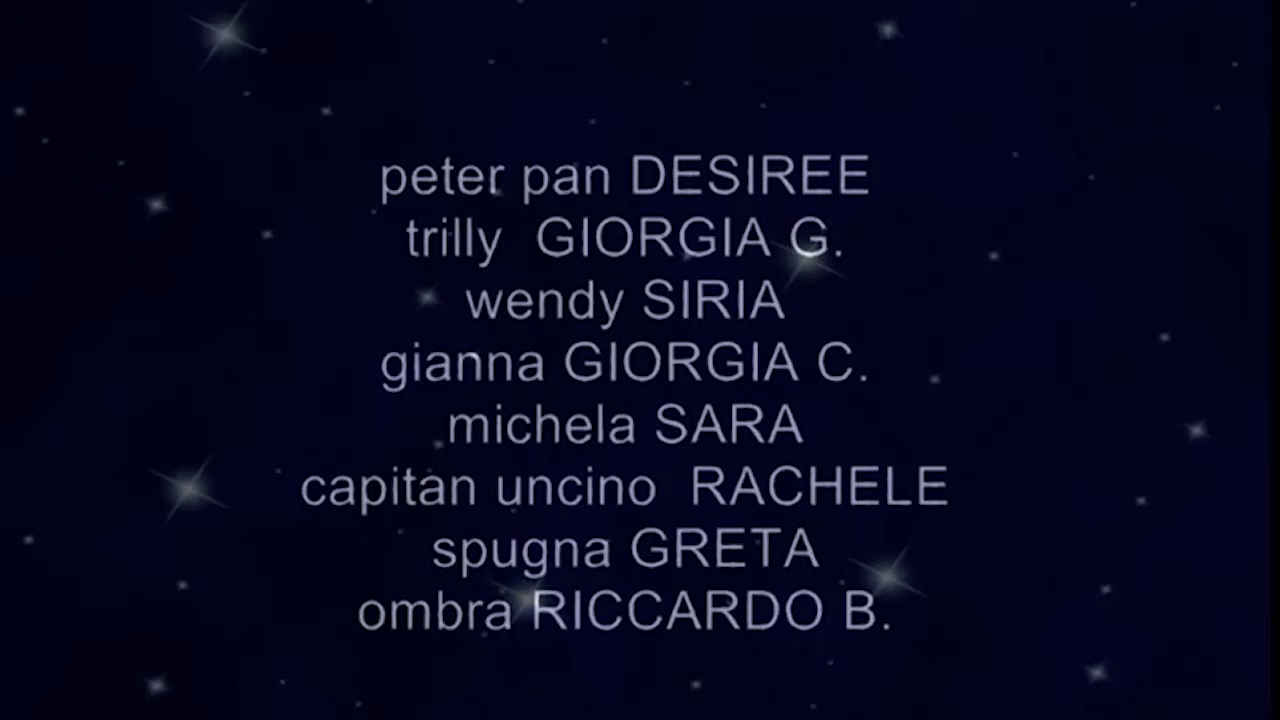 peter pan DESIREE
trilly  GIORGIA G.
wendy SIRIA
gianna GIORGIA C.
michela SARA
capitan uncino  RACHELE
spugna GRETA
ombra RICCARDO B.